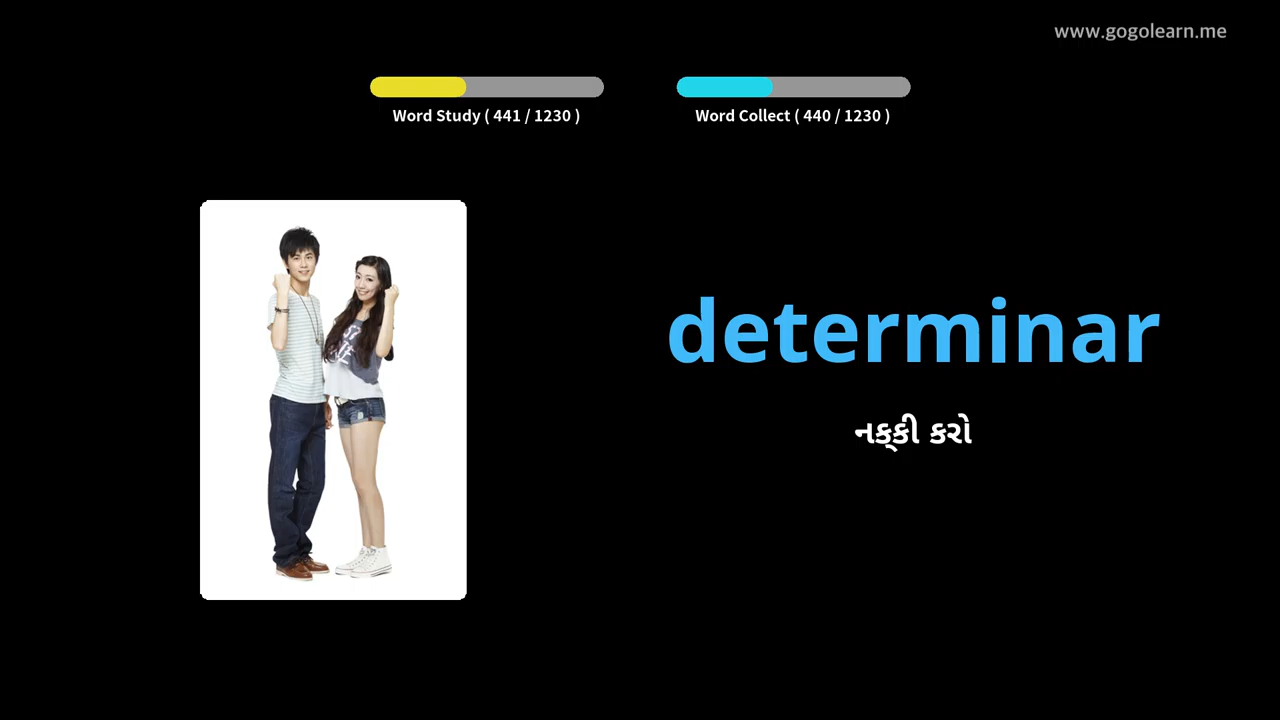 www.gogolearn.me
Word Study ( 441 / 1230 )
Word Collect ( 440 / 1230 )
determinar
નક્કી કરો